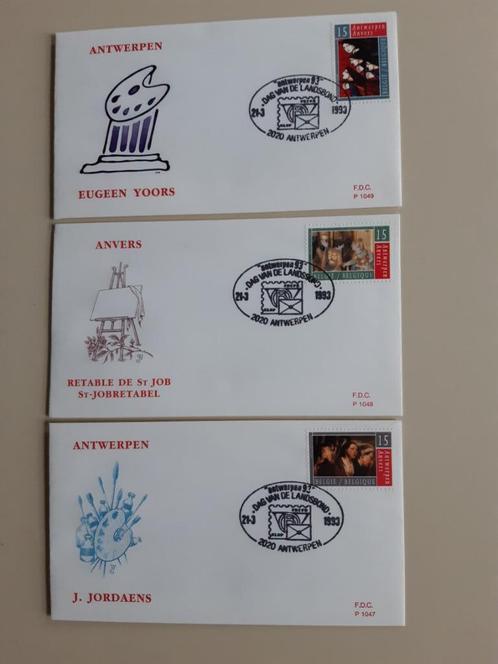 ANTWERPEN
EUGEEN YOORS
"antwerpen 93"
DAG VAN DE LANDSBOND
21-3
1993
2020 ANTWERPEN
15
Antwerpen
Anvers
F.D.C.
P 1049
ANVERS
RETABLE DE ST JOB
ST-JOBRETABEL
"antwerpen 93"
DAG VAN DE LANDSBOND
21-3
1993
2020 ANTWERPEN
15
Antwerpen
Anvers
BELGIË / BELGIQUE
F.D.C.
P 1048
ANTWERPEN
J. JORDAENS
"antwerpen 93"
DAG VAN DE LANDSBOND
21-3
1993
2020 ANTWERPEN
15
Antwerpen
Anvers
BELGIË / BELGIQUE
F.D.C.
P 1047